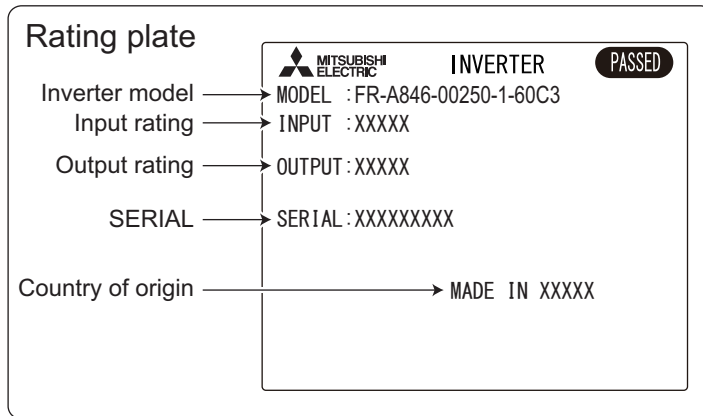 Rating plate
MITSUBISHI
ELECTRIC
INVERTER
PASSED
Inverter model
MODEL :FR-A846-00250-1-60C3
Input rating
INPUT :XXXXX
Output rating
OUTPUT:XXXXX
SERIAL
SERIAL:XXXXXXXXX
Country of origin
MADE IN XXXXX